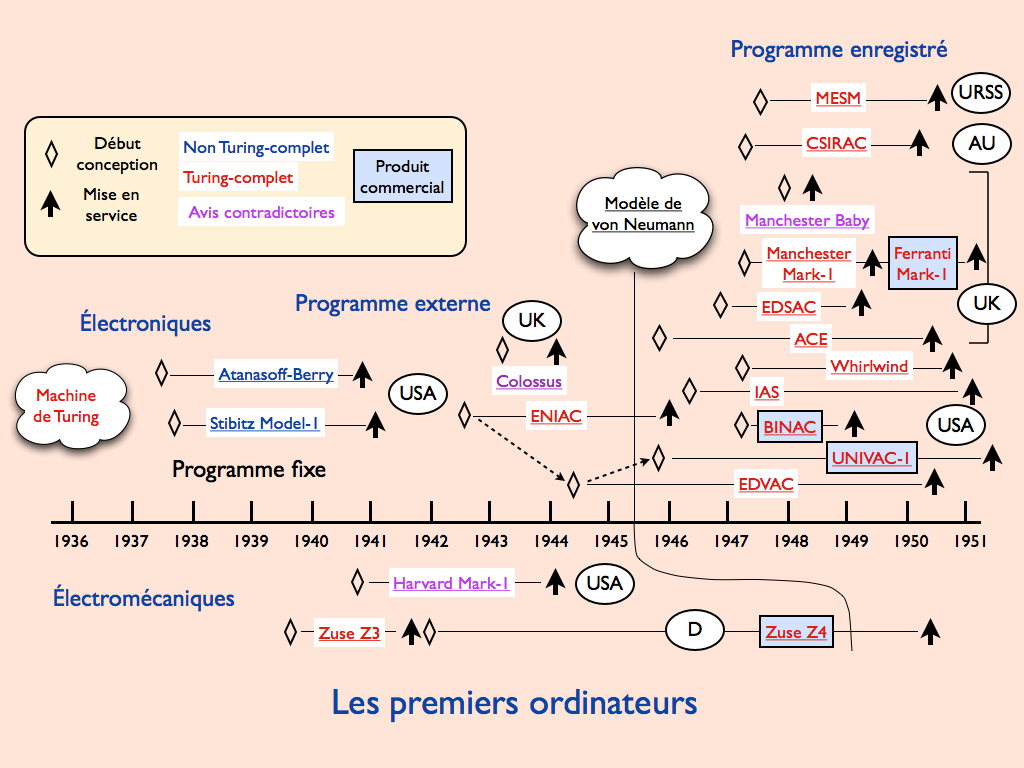 Programme enregistré
MESM
URSS
CSIRAC
AU
Début
conception
Mise en
service
Non Turing-complet
Turing-complet
Avis contradictoires
Produit
commercial
Modèle de
von Neumann
Manchester Baby
Manchester
Mark-1
Ferranti
Mark-1
UK
EDSAC
ACE
Programme externe
Électroniques
UK
Colossus
Whirlwind
Machine
de Turing
Atanasoff-Berry
USA
IAS
Stibitz Model-1
ENIAC
BINAC
USA
Programme fixe
UNIVAC-1
EDVAC
1936 1937 1938 1939 1940 1941 1942 1943 1944 1945 1946 1947 1948 1949 1950 1951
Électromécaniques
Harvard Mark-1
USA
Zuse Z3
D
Zuse Z4
Les premiers ordinateurs